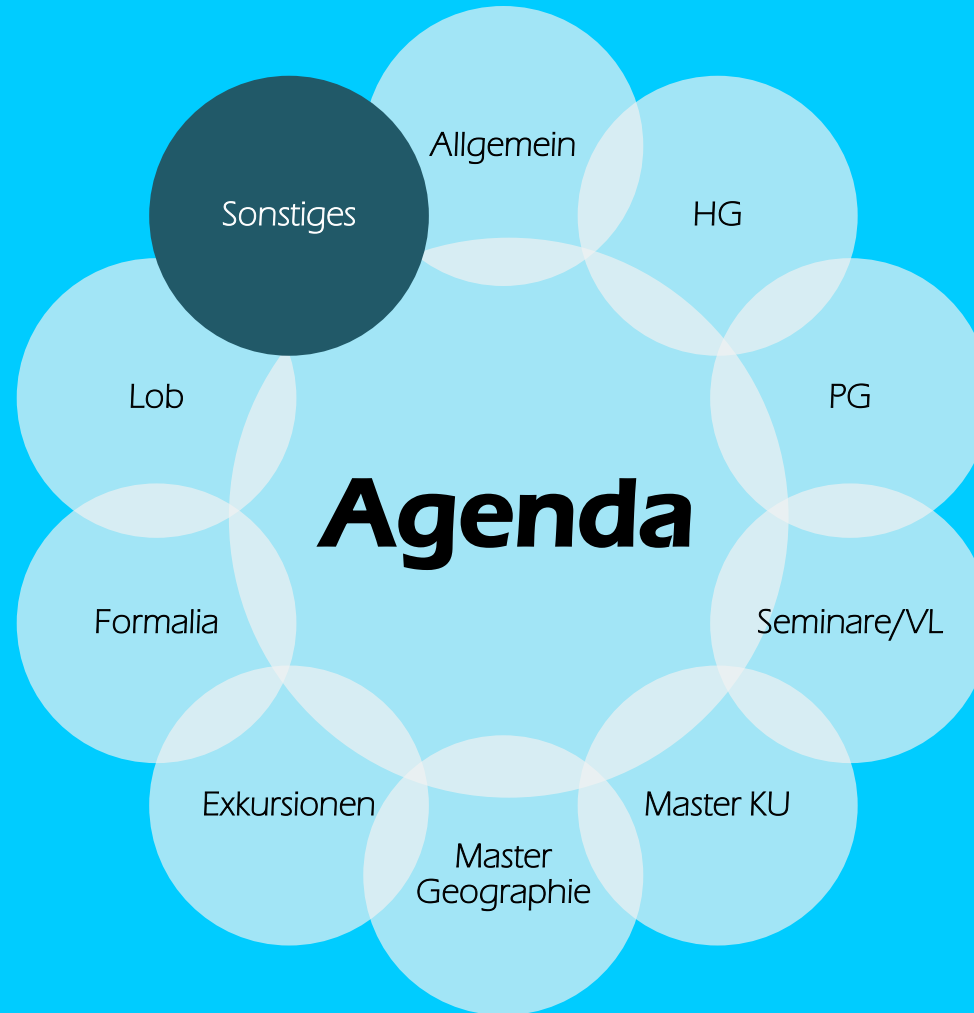 Allgemein
Sonstiges
HG
Lob
PG
Agenda
Formalia
Seminare/VL
Exkursionen
Master KU
Master
Geographie